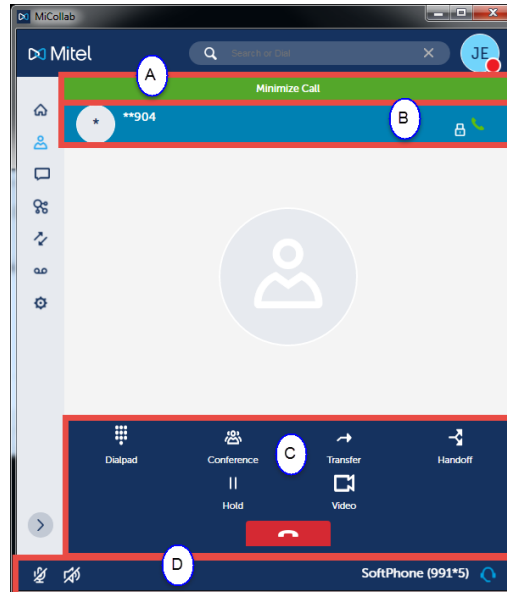 MiCollab
Mitel
Search or Dial
JE
A
Minimize Call
* **904
B
Dialpad
Conference
C
Transfer
Handoff
Hold
Video
D
SoftPhone (991*5)